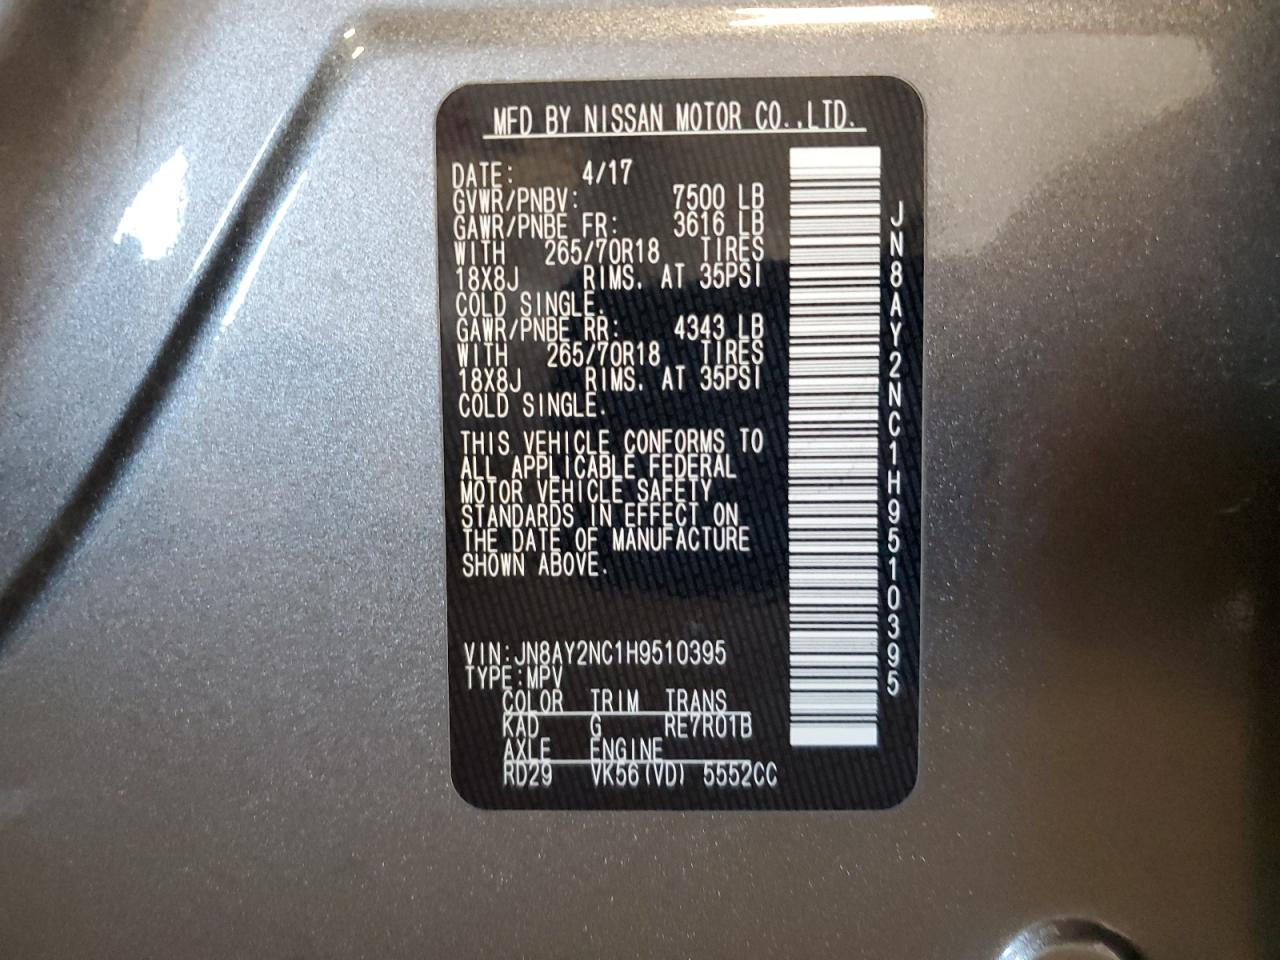 MFD BY NISSAN MOTOR CO.,LTD.
DATE: 4/17
GVWR/PNBV: 7500 LB
GAWR/PNBE FR: 3616 LB
WITH 265/70R18 TIRES
18X8J RIMS. AT 35PSI
COLD SINGLE.
GAWR/PNBE RR: 4343 LB
WITH 265/70R18 TIRES
18X8J RIMS. AT 35PSI
COLD SINGLE.
THIS VEHICLE CONFORMS TO
ALL APPLICABLE FEDERAL
MOTOR VEHICLE SAFETY
STANDARDS IN EFFECT ON
THE DATE OF MANUFACTURE
SHOWN ABOVE.
VIN:JN8AY2NC1H9510395
TYPE:MPV
COLOR TRIM TRANS
KAD G RE7R01B
AXLE ENGINE
RD29 VK56(VD) 5552CC
JN8AY2NC1H9510395